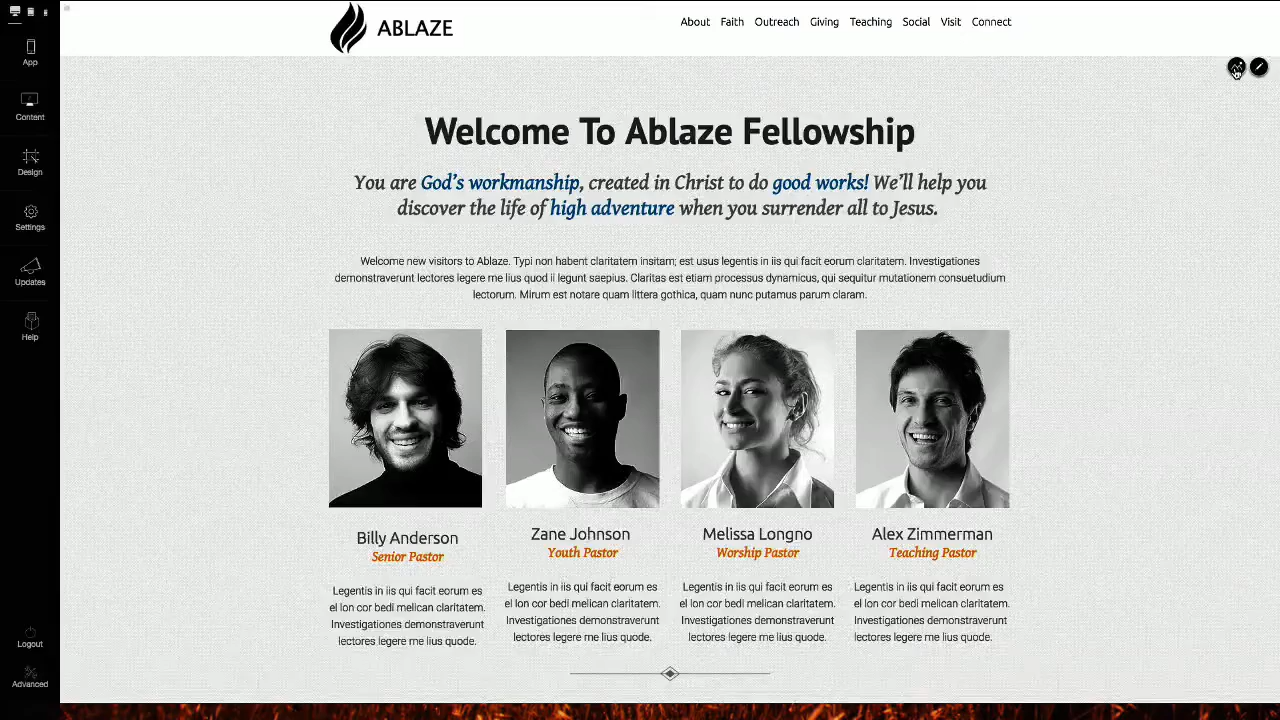 ABLAZE
About Faith Outreach Giving Teaching Social Visit Connect
App
Content
Design
Settings
Updates
Help
Logout
Advanced
Welcome To Ablaze Fellowship
You are God's workmanship, created in Christ to do good works! We'll help you
discover the life of high adventure when you surrender all to Jesus.
Welcome new visitors to Ablaze. Typi non habent claritatem insitam; est usus legentis in iis qui facit eorum claritatem. Investigationes
demonstraverunt lectores legere me lius quod ii legunt saepius. Claritas est etiam processus dynamicus, qui sequitur mutationem consuetudium
lectorum. Mirum est notare quam littera gothica, quam nunc putamus parum claram.
Billy Anderson
Senior Pastor
Legentis in iis qui facit eorum es
el lon cor bedi melican claritatem.
Investigationes demonstraverunt
lectores legere me lius quode.
Zane Johnson
Youth Pastor
Legentis in iis qui facit eorum es
el lon cor bedi melican claritatem.
Investigationes demonstraverunt
lectores legere me lius quode.
Melissa Longno
Worship Pastor
Legentis in iis qui facit eorum es
el lon cor bedi melican claritatem.
Investigationes demonstraverunt
lectores legere me lius quode.
Alex Zimmerman
Teaching Pastor
Legentis in iis qui facit eorum es
el lon cor bedi melican claritatem.
Investigationes demonstraverunt
lectores legere me lius quode.